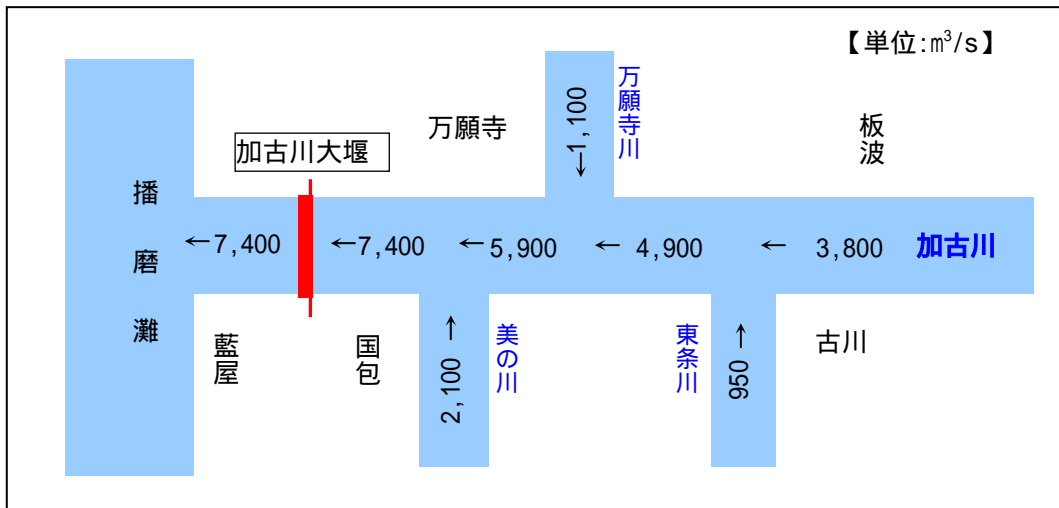 【単位:m³/s】
万願寺川
1,100→
万願寺
板波
加古川大堰
播磨灘
←7,400
←7,400
←5,900
←4,900
←
3,800
加古川
藍屋
国包
2,100→
美の川
東条川
950→
古川